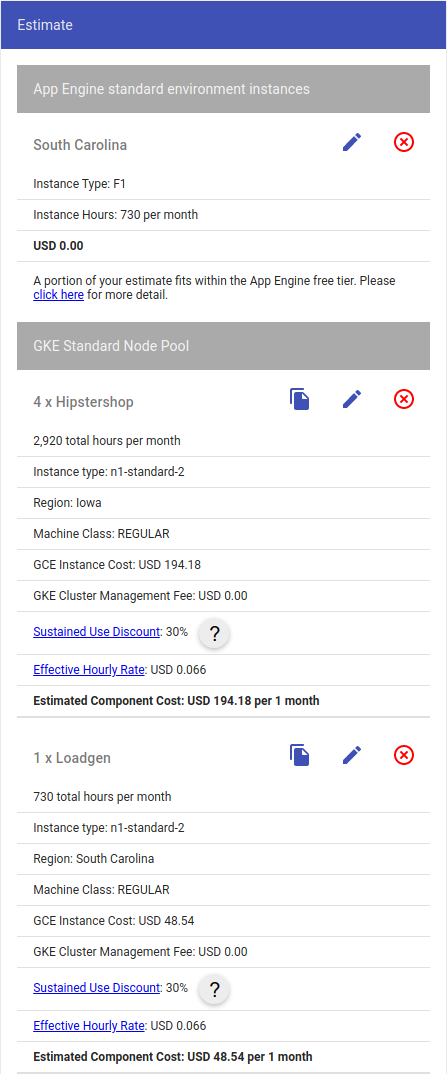 Estimate
App Engine standard environment instances
South Carolina
Instance Type: F1
Instance Hours: 730 per month
USD 0.00
A portion of your estimate fits within the App Engine free tier. Please
click here for more detail.
GKE Standard Node Pool
4 x Hipstershop
2,920 total hours per month
Instance type: n1-standard-2
Region: Iowa
Machine Class: REGULAR
GCE Instance Cost: USD 194.18
GKE Cluster Management Fee: USD 0.00
Sustained Use Discount: 30% ?
Effective Hourly Rate: USD 0.066
Estimated Component Cost: USD 194.18 per 1 month
1 x Loadgen
730 total hours per month
Instance type: n1-standard-2
Region: South Carolina
Machine Class: REGULAR
GCE Instance Cost: USD 48.54
GKE Cluster Management Fee: USD 0.00
Sustained Use Discount: 30% ?
Effective Hourly Rate: USD 0.066
Estimated Component Cost: USD 48.54 per 1 month